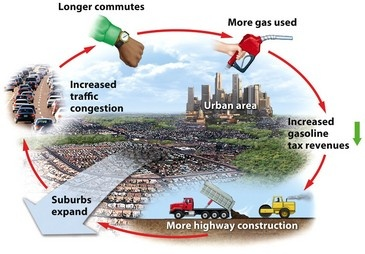 Longer commutes
More gas used
Increased
traffic
congestion
Urban area
Increased
gasoline
tax revenues
Suburbs
expand
More highway construction